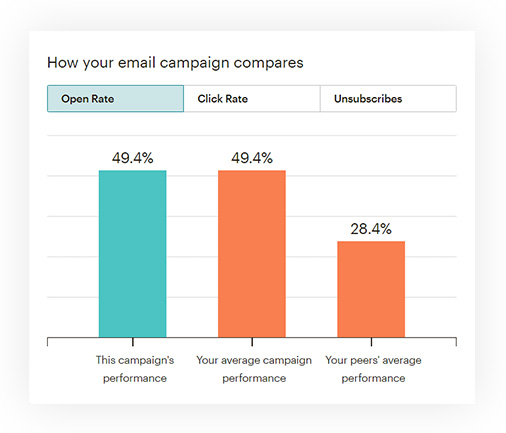 How your email campaign compares
Open Rate Click Rate Unsubscribes
49.4% 49.4%
28.4%
This campaign's Your average campaign Your peers' average
performance performance performance